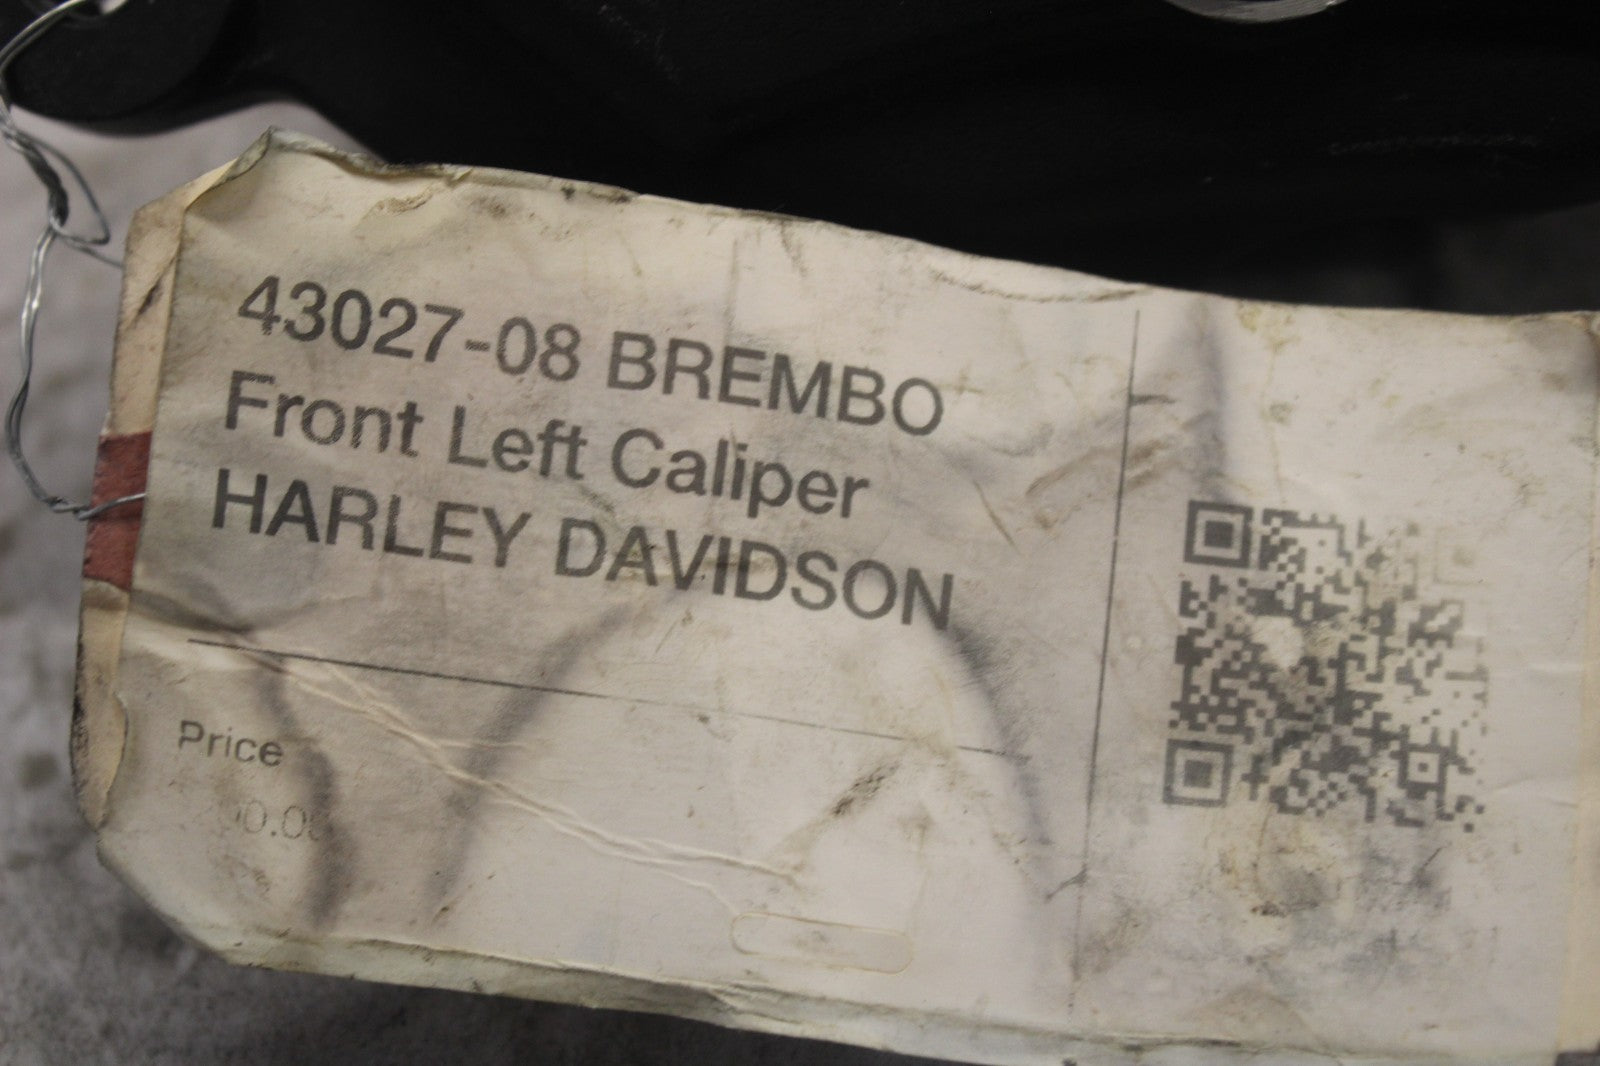 43027-08 BREMBO
Front Left Caliper
HARLEY DAVIDSON
Price